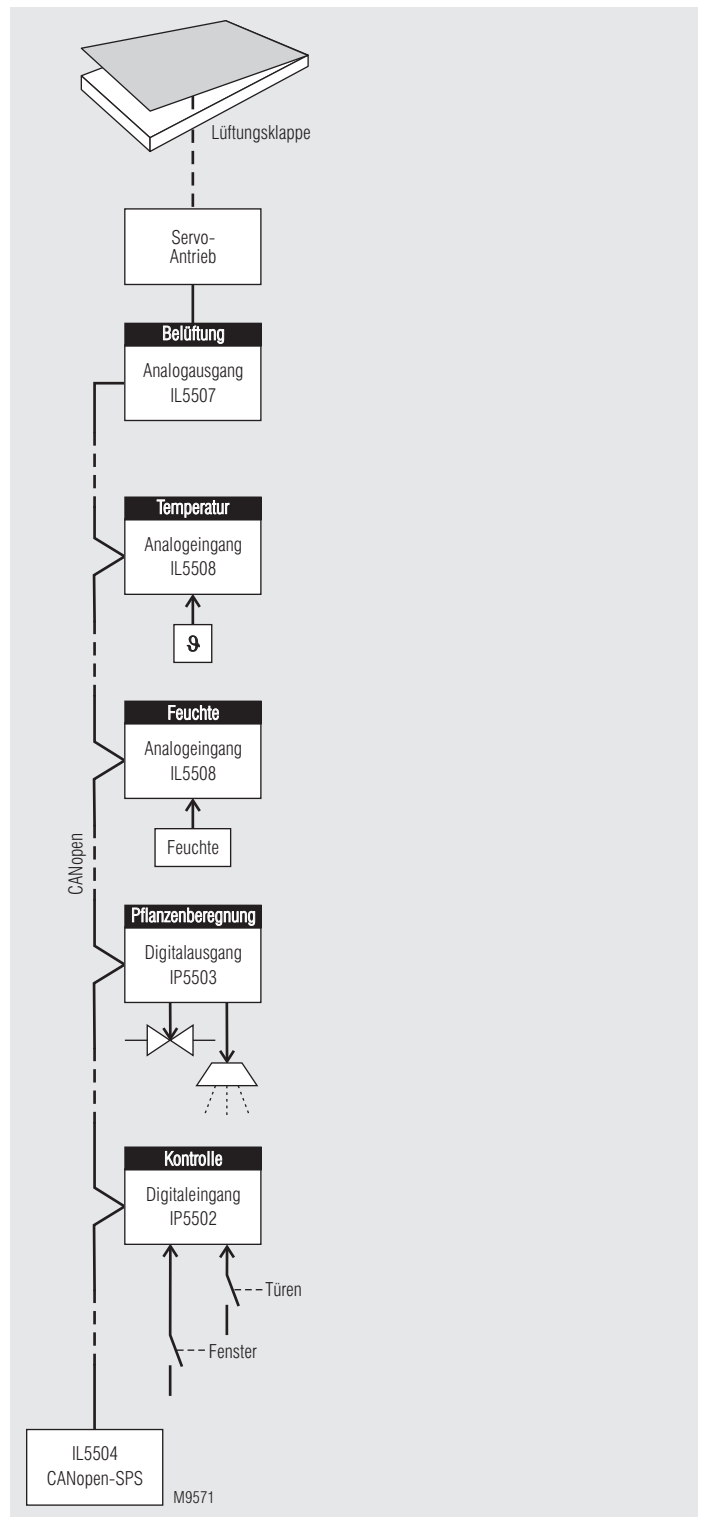 Lüftungsklappe
Servo-
Antrieb
Belüftung
Analogausgang
IL5507
Temperatur
Analogeingang
IL5508
ϑ
Feuchte
Analogeingang
IL5508
Feuchte
CANopen
Pflanzenberegnung
Digitalausgang
IP5503
Kontrolle
Digitaleingang
IP5502
Türen
Fenster
IL5504
CANopen-SPS
M9571